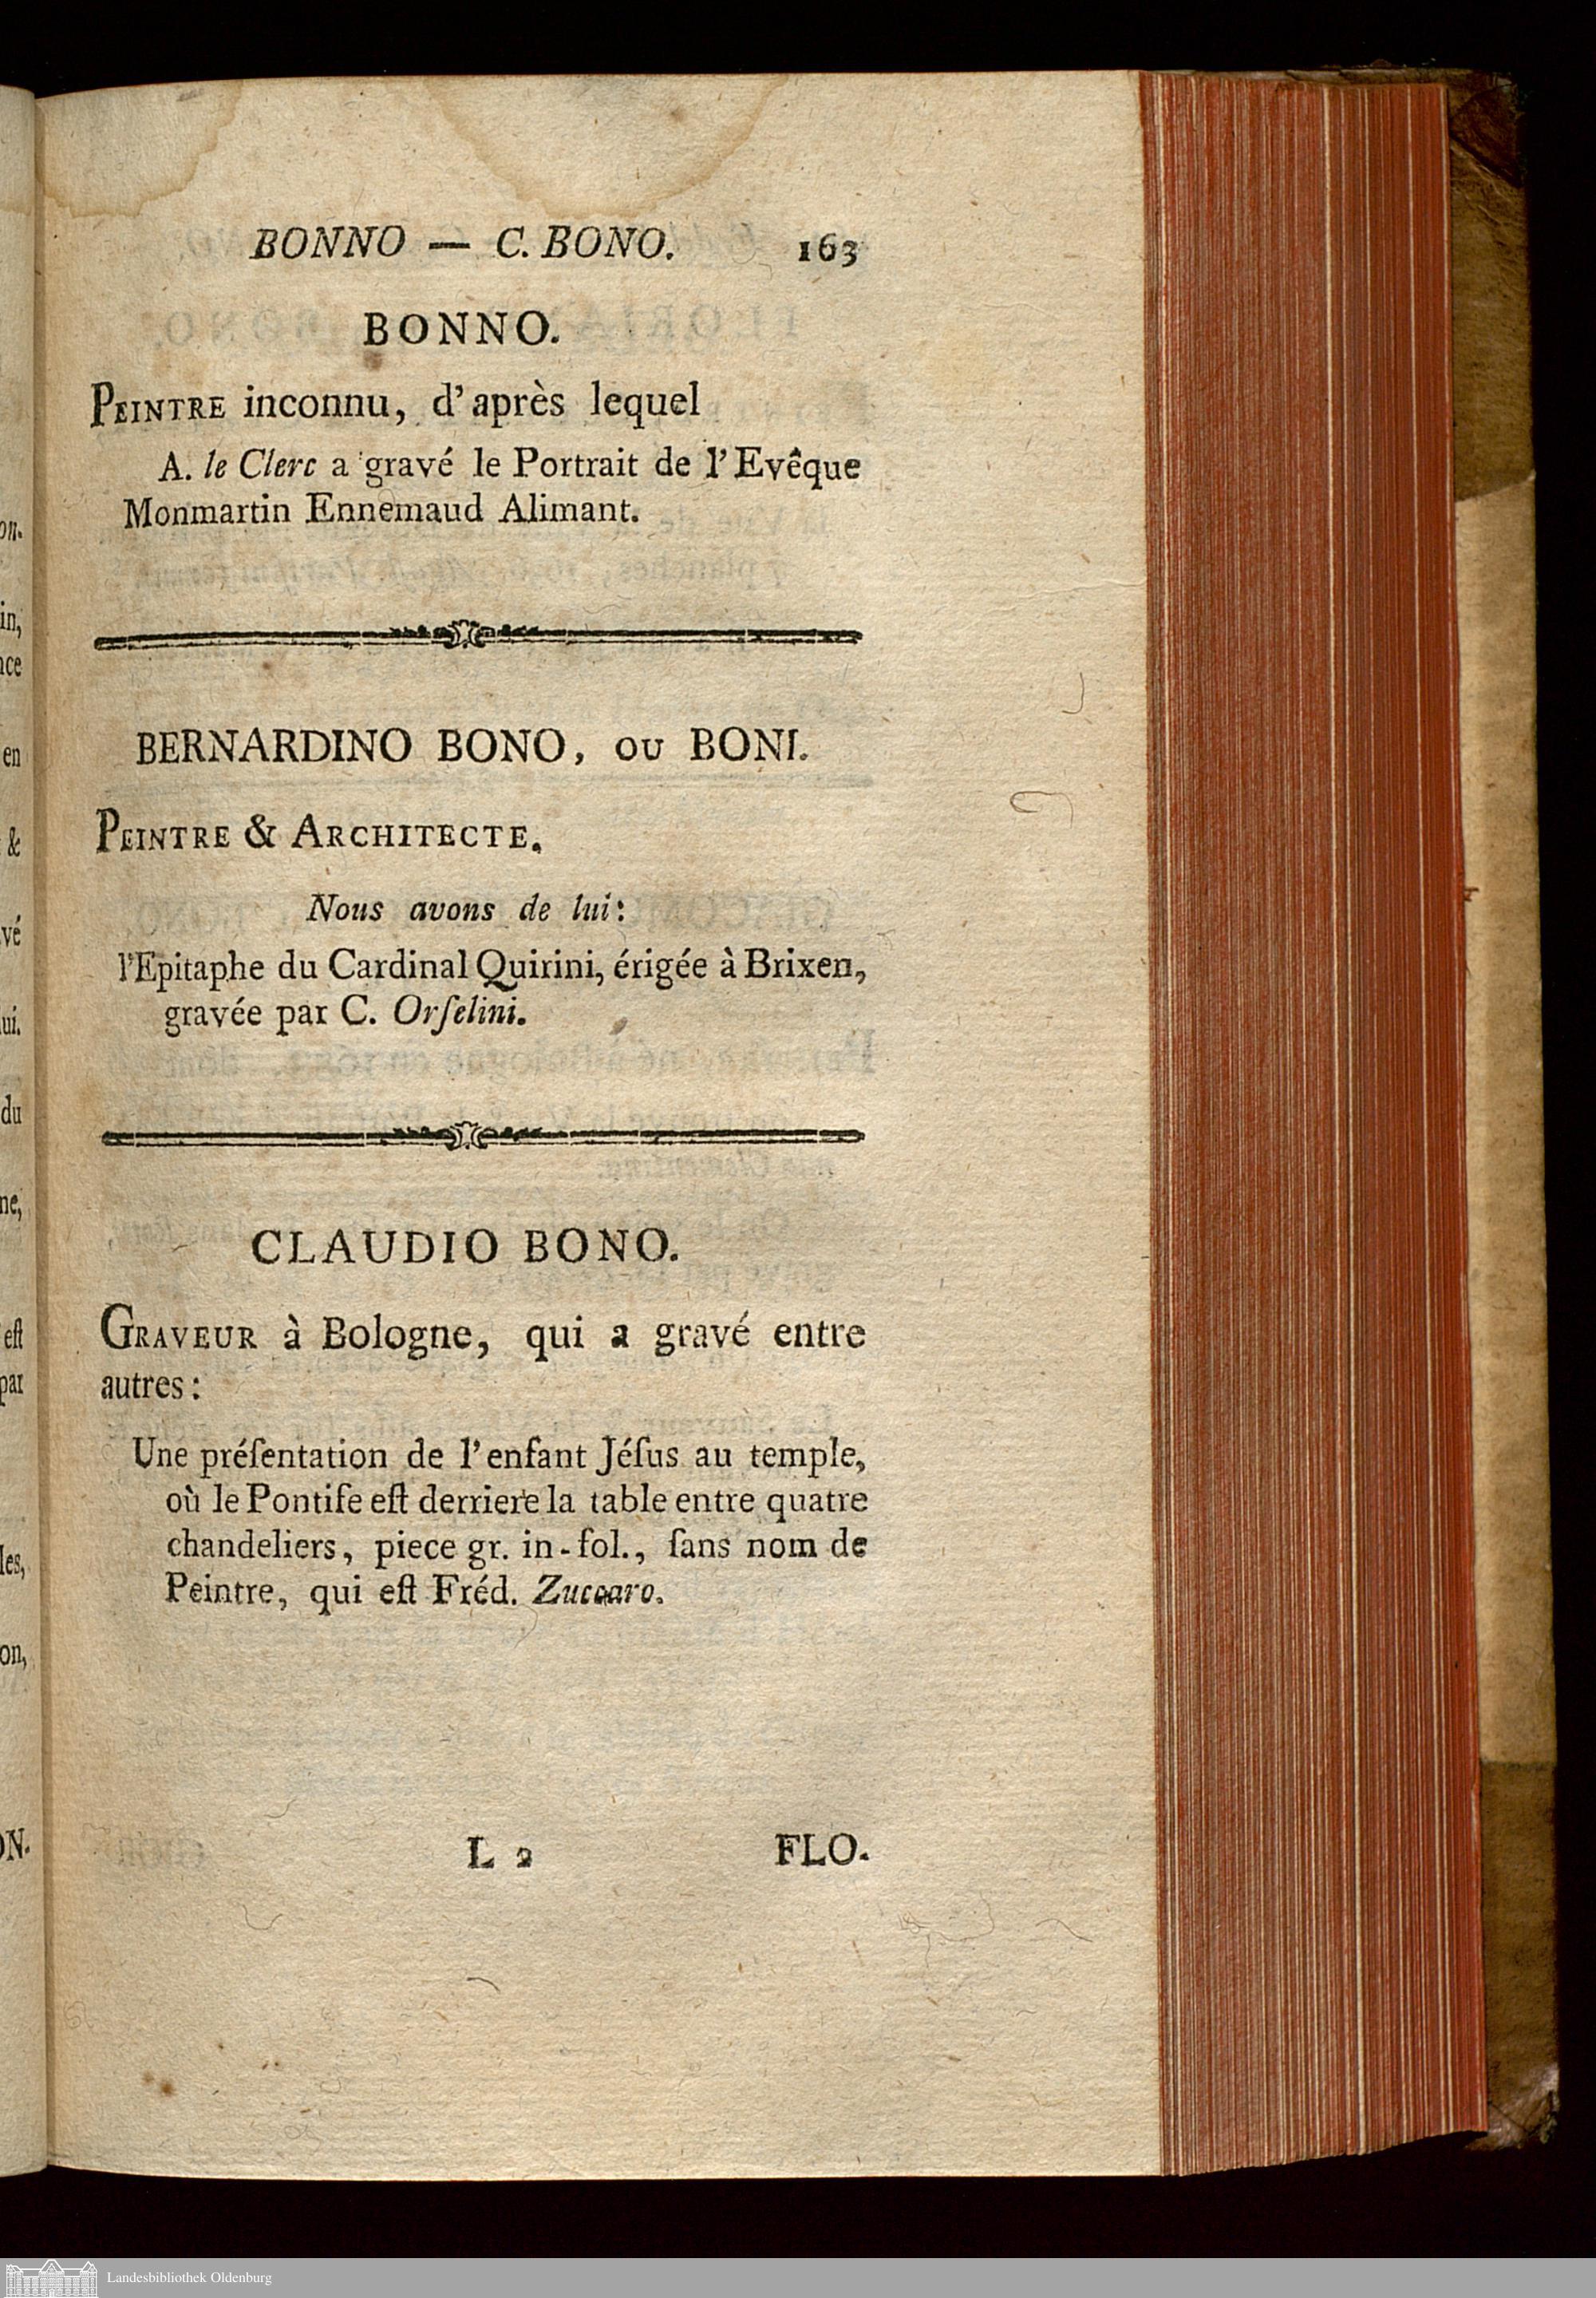 BONNO — C. BONO. 163
BONNO.
PEINTRE inconnu, d'après lequel
A. le Clerc a gravé le Portrait de l'Evêque
Monmartin Ennemaud Alimant.
BERNARDINO BONO, OU BONI.
PEINTRE & ARCHITECTE.
Nous avons de lui:
l'Epitaphe du Cardinal Quirini, érigée à Brixen,
gravée par C. Orſelini.
CLAUDIO BONO.
GRAVEUR à Bologne, qui a gravé entre
autres:
Une préſentation de l'enfant Jéſus au temple,
où le Pontife eſt derriere la table entre quatre
chandeliers, piece gr. in-fol., ſans nom de
Peintre, qui eſt Fréd. Zuccaro.
L 2 FLO.
Landesbibliothek Oldenburg